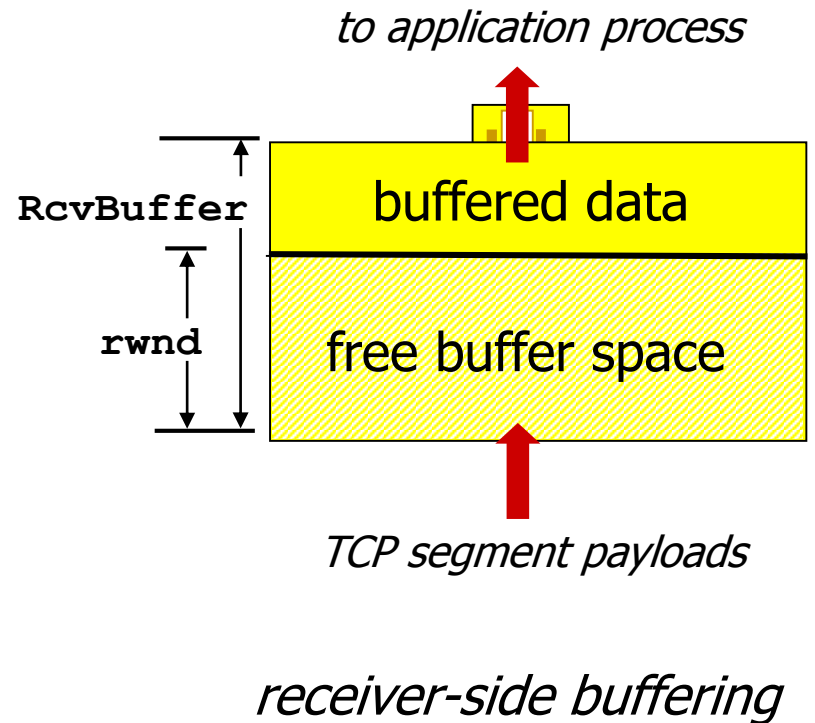 to application process
RcvBuffer
buffered data
rwnd
free buffer space
TCP segment payloads
receiver-side buffering